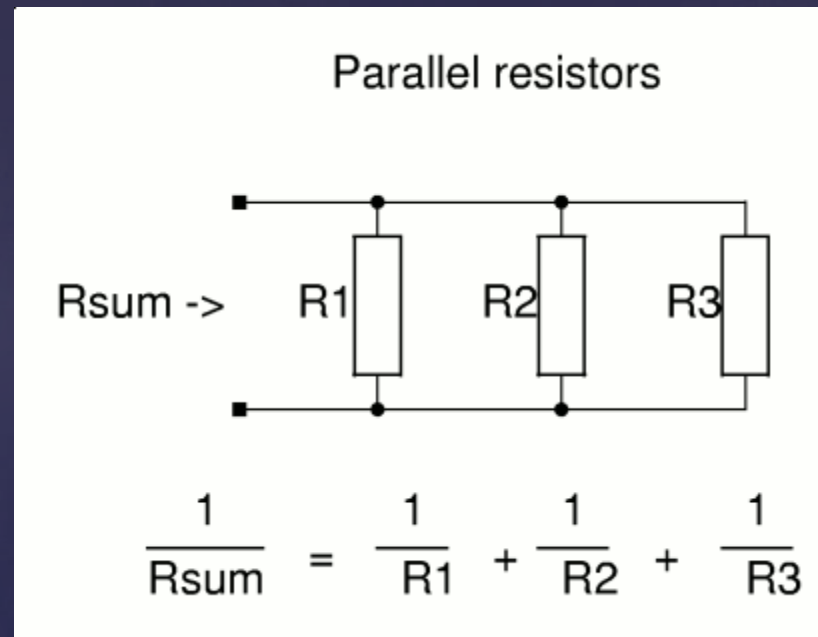 Parallel resistors
Rsum -> R1 R2 R3
1 1 1 1
= + +
Rsum R1 R2 R3